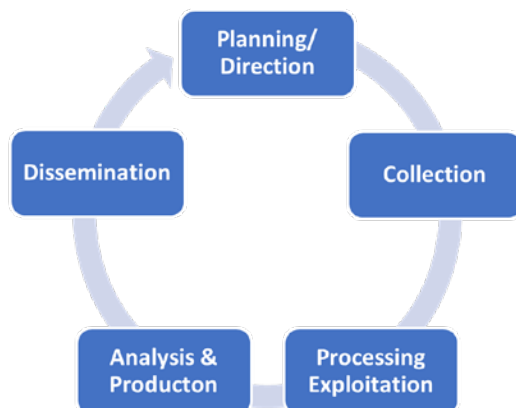 Planning/
Direction
Collection
Processing
Exploitation
Analysis &
Producton
Dissemination